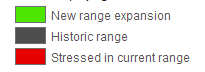 New range expansion
Historic range
Stressed in current range